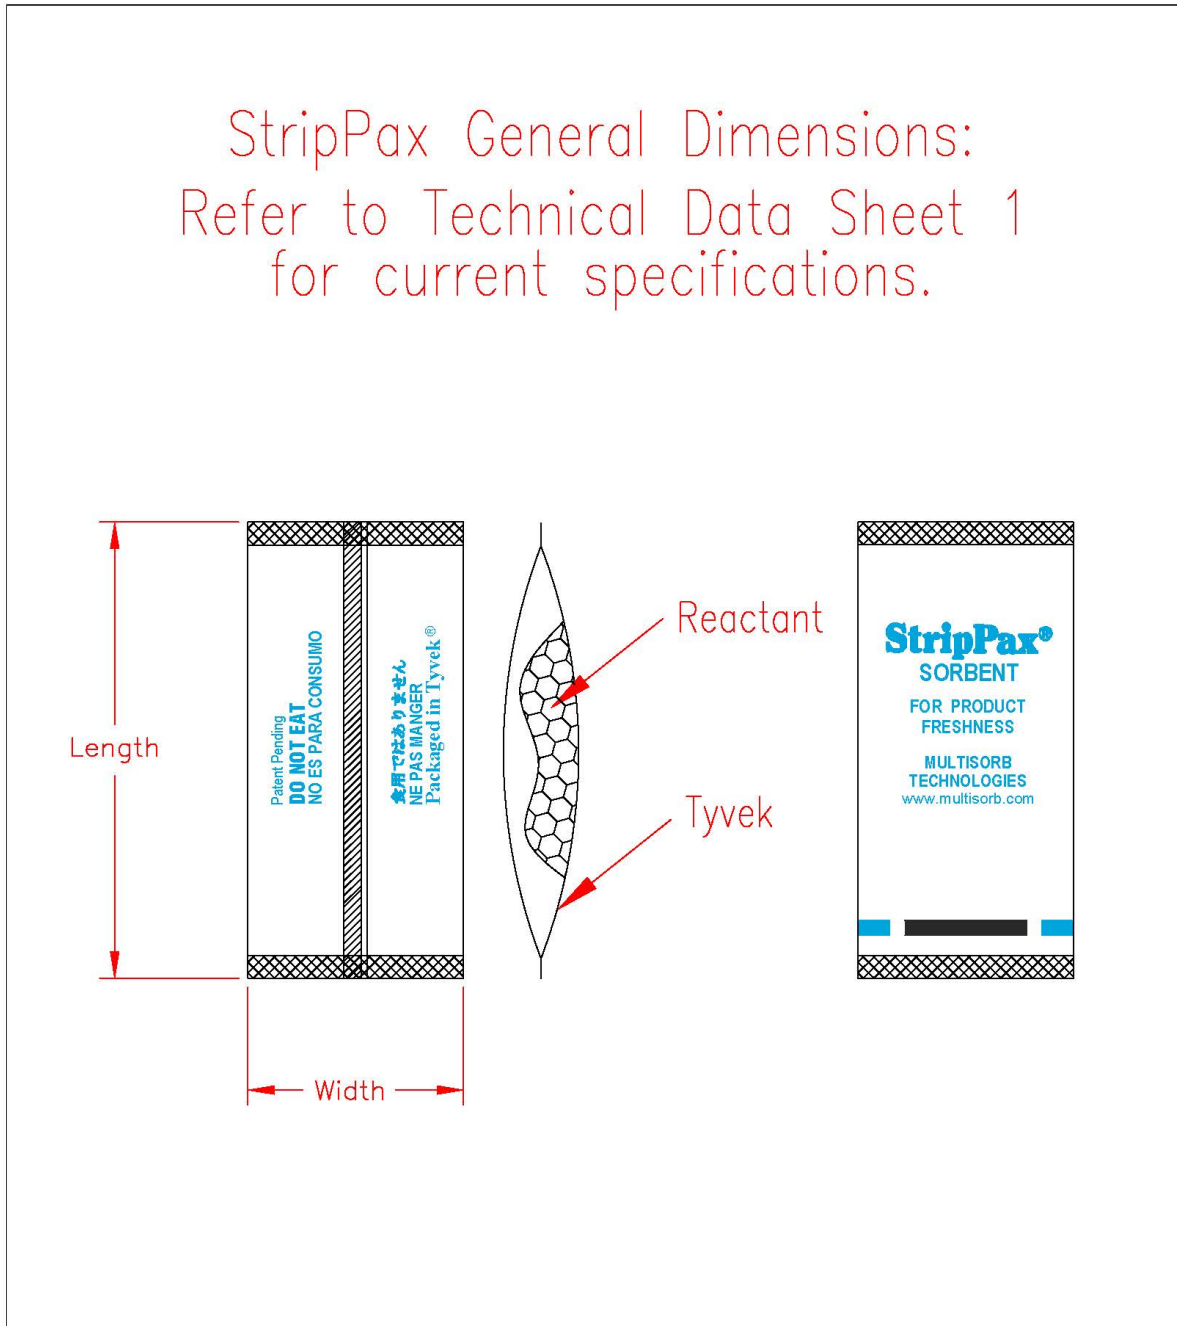 StripPax General Dimensions:
Refer to Technical Data Sheet 1
for current specifications.
Length
Width
Patent Pending
DO NOT EAT
NO ES PARA CONSUMO
食用ではありません
NE PAS MANGER
Packaged in Tyvek®
Reactant
Tyvek
StripPax®
SORBENT
FOR PRODUCT
FRESHNESS
MULTISORB
TECHNOLOGIES
www.multisorb.com